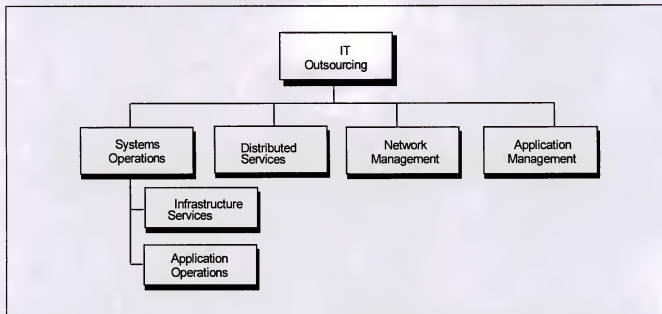 IT
Outsourcing
Systems
Operations
Distributed
Services
Network
Management
Application
Management
Infrastructure
Services
Application
Operations